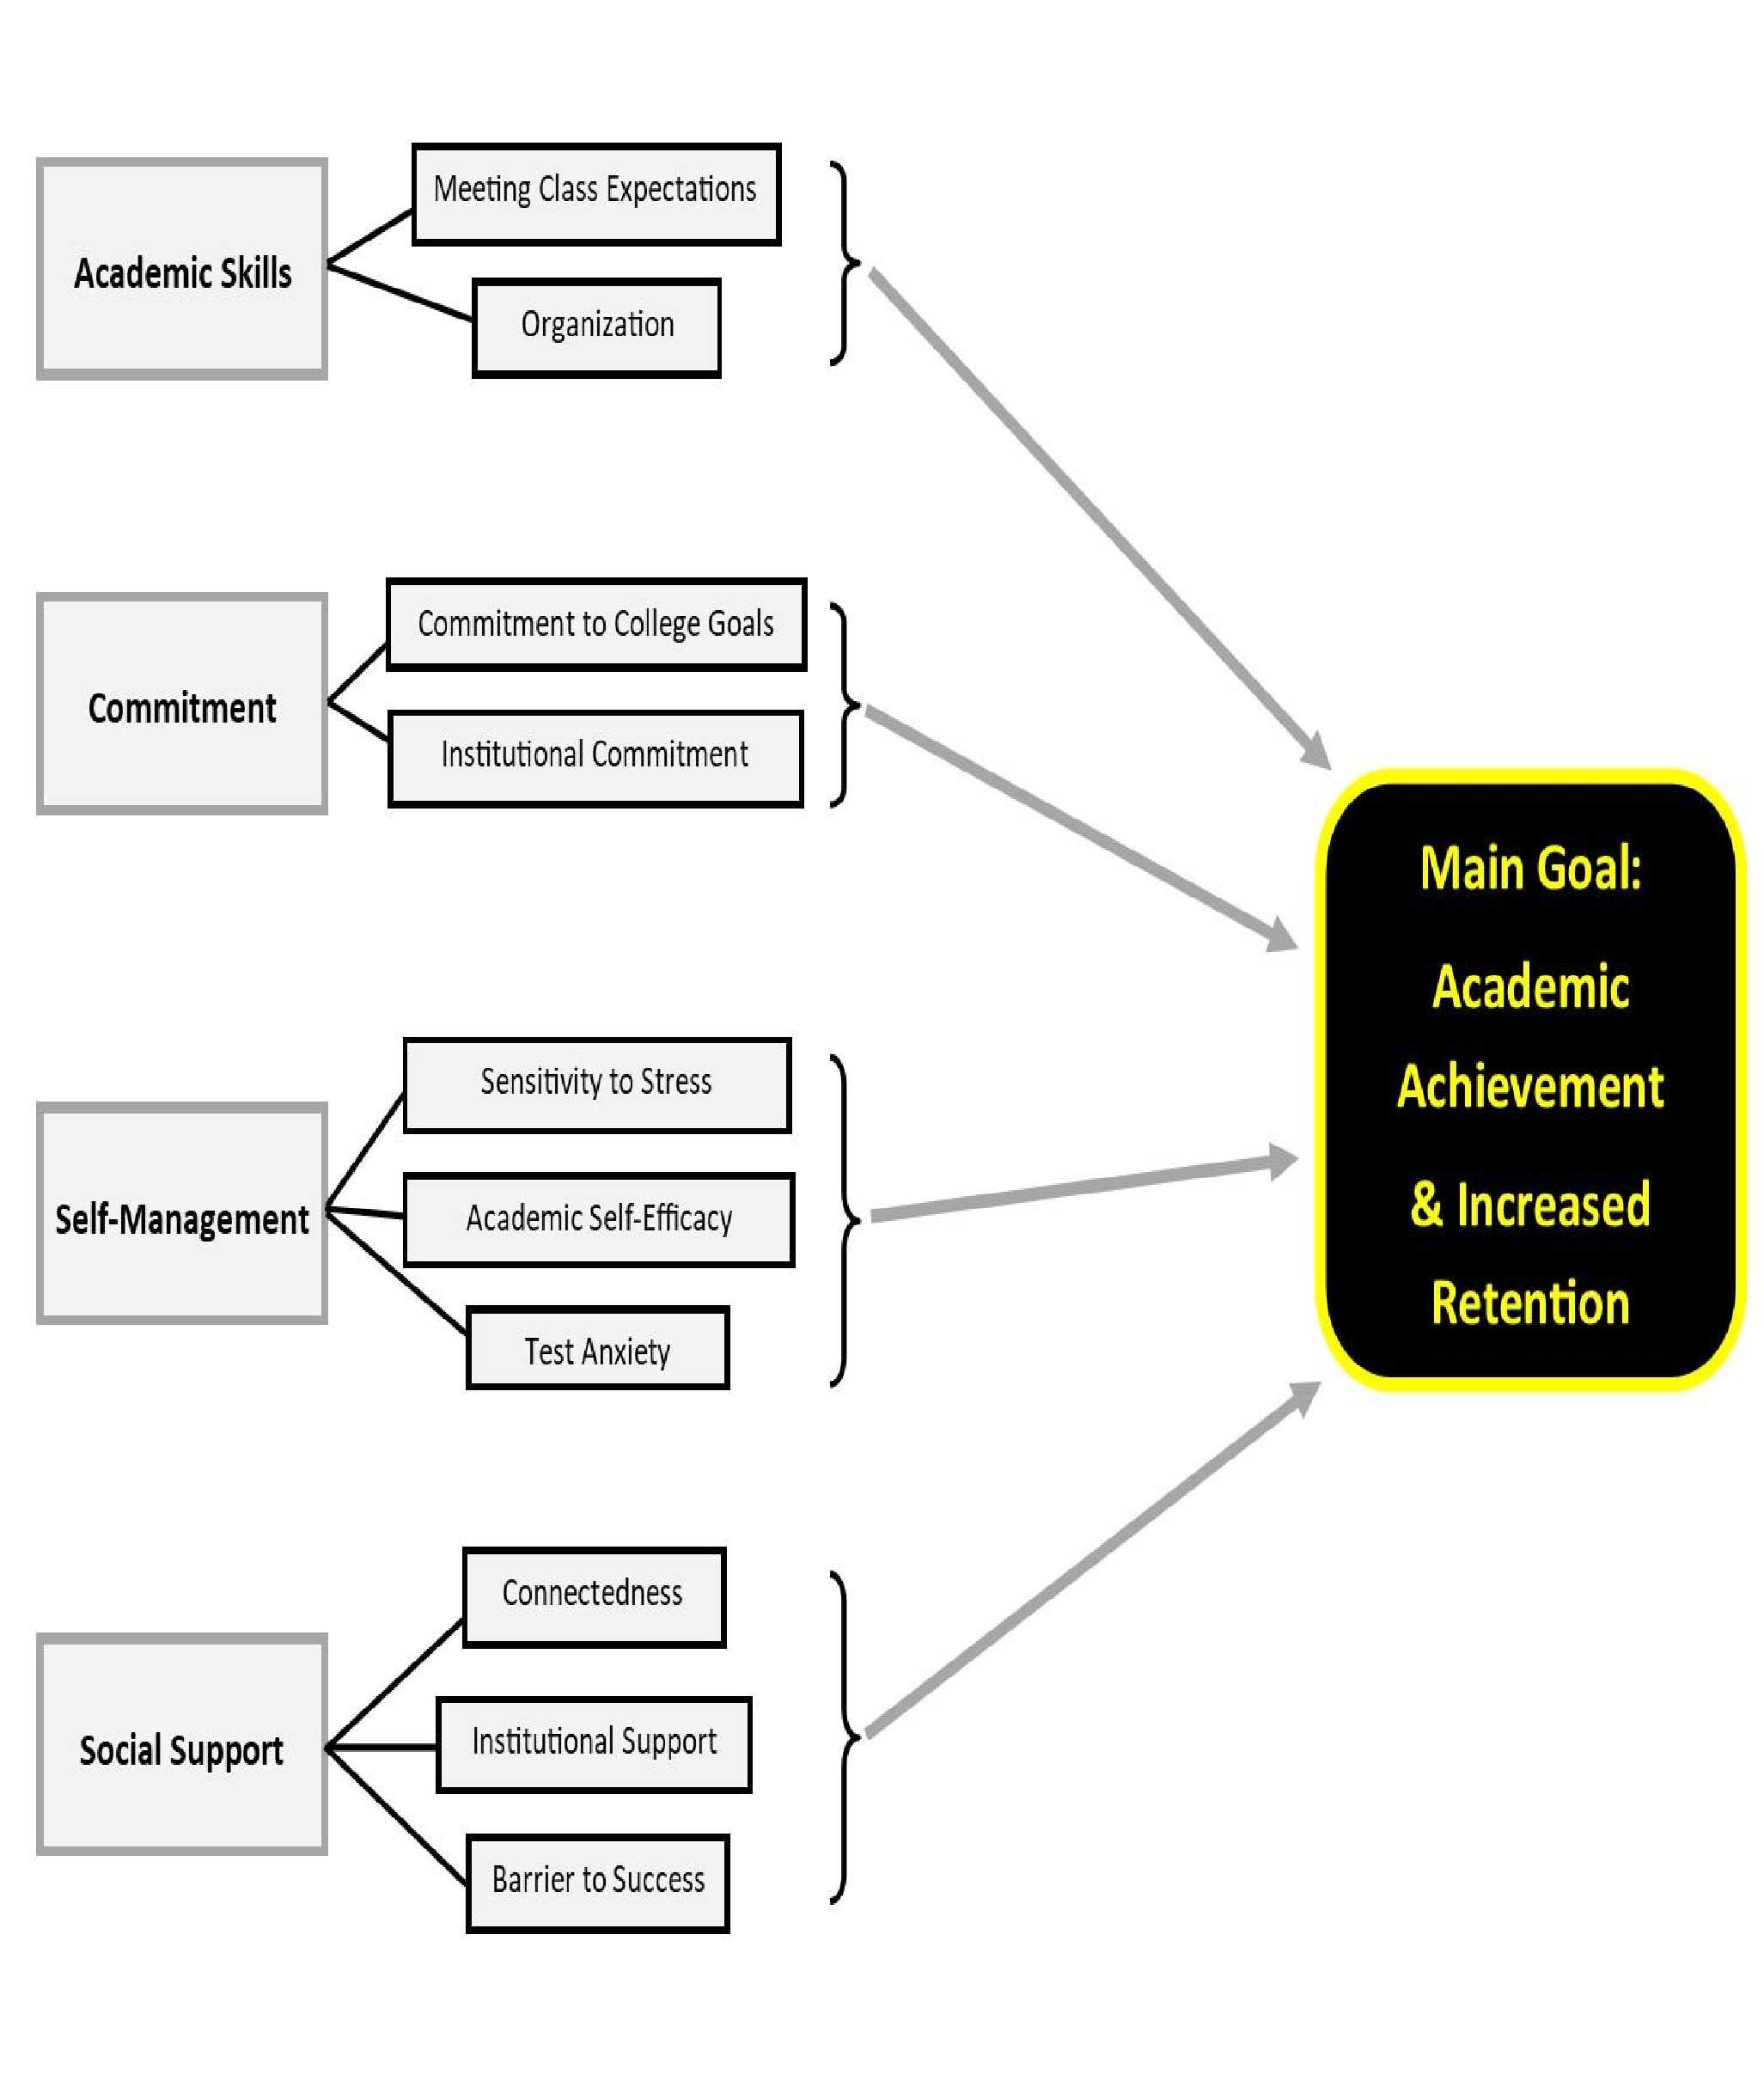 Academic Skills
Meeting Class Expectations
Organization
Commitment
Commitment to College Goals
Institutional Commitment
Self-Management
Sensitivity to Stress
Academic Self-Efficacy
Test Anxiety
Social Support
Connectedness
Institutional Support
Barrier to Success
Main Goal:
Academic
Achievement
& Increased
Retention